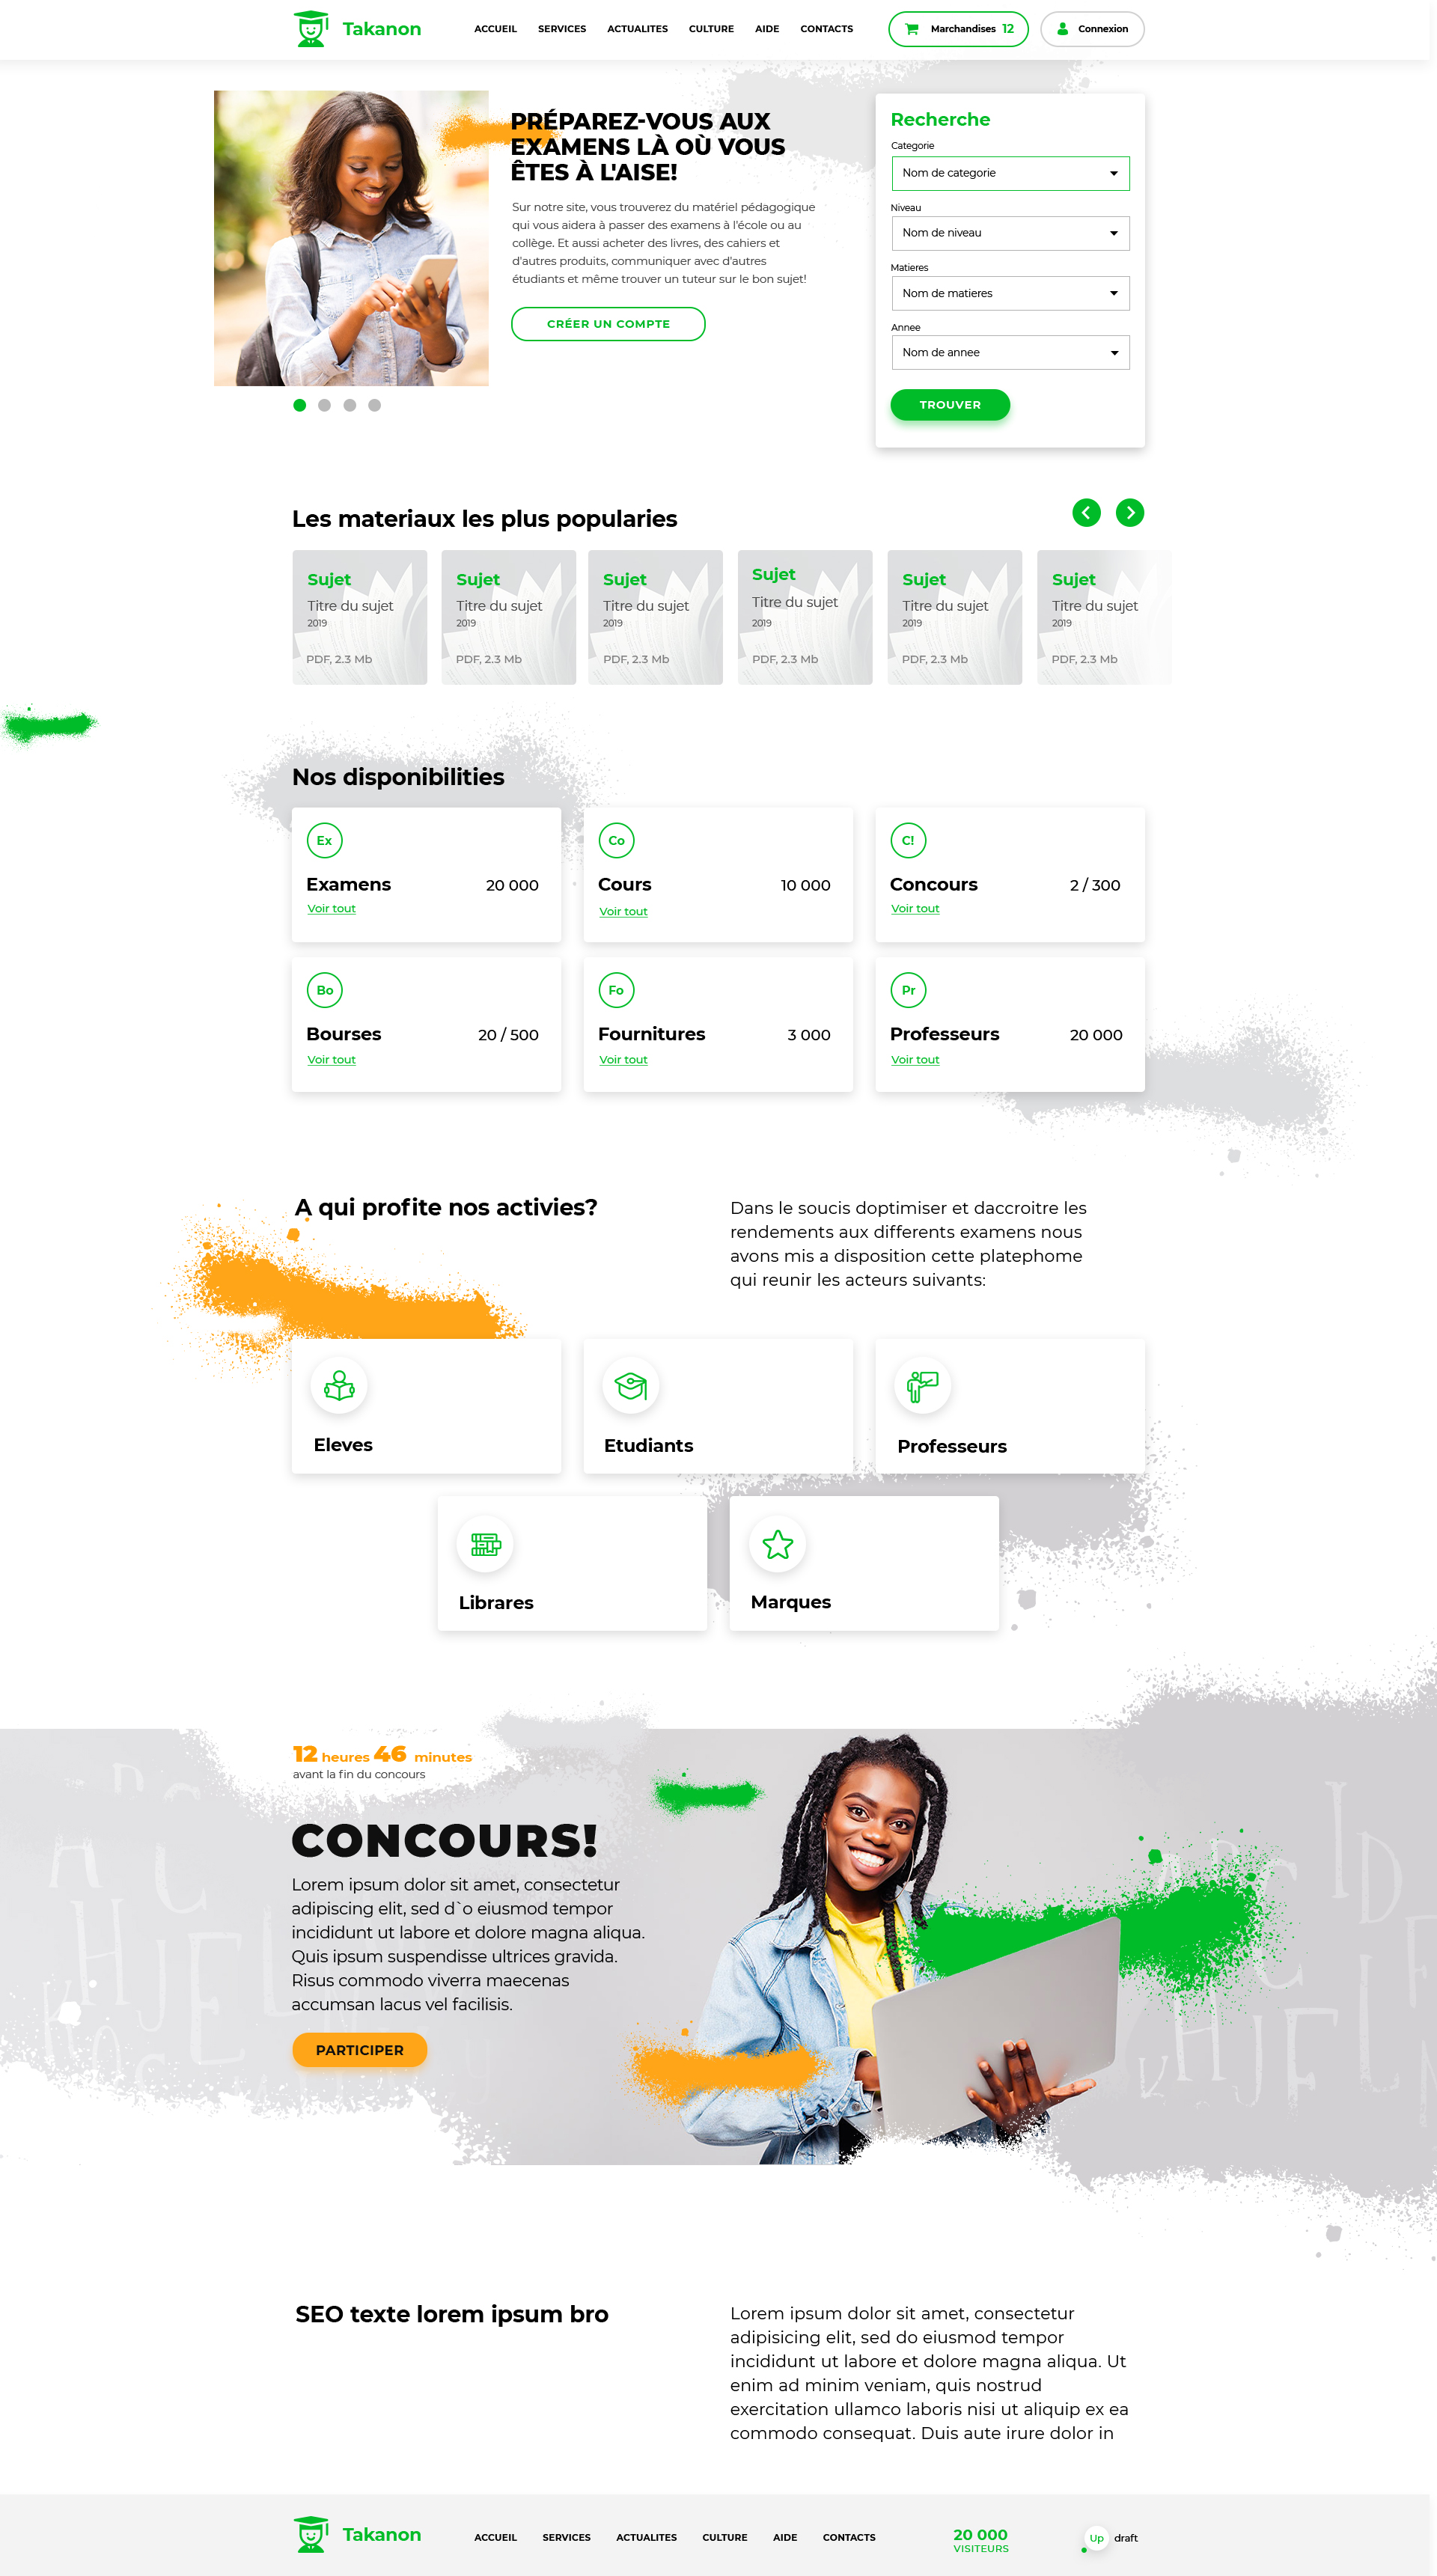 Takanon
ACCUEIL SERVICES ACTUALITES CULTURE AIDE CONTACTS
Marchandises 12
Connexion
PRÉPAREZ-VOUS AUX
EXAMENS LÀ OÙ VOUS
ÊTES À L'AISE!
Sur notre site, vous trouverez du matériel pédagogique
qui vous aidera à passer des examens à l'école ou au
collège. Et aussi acheter des livres, des cahiers et
d'autres produits, communiquer avec d'autres
étudiants et même trouver un tuteur sur le bon sujet!
CRÉER UN COMPTE
Recherche
Categorie
Nom de categorie
Niveau
Nom de niveau
Matieres
Nom de matieres
Annee
Nom de annee
TROUVER
Les materiaux les plus popularies
Sujet
Titre du sujet
2019
PDF, 2.3 Mb
Sujet
Titre du sujet
2019
PDF, 2.3 Mb
Sujet
Titre du sujet
2019
PDF, 2.3 Mb
Sujet
Titre du sujet
2019
PDF, 2.3 Mb
Sujet
Titre du sujet
2019
PDF, 2.3 Mb
Sujet
Titre du sujet
2019
PDF, 2.3 Mb
Nos disponibilities
Ex
Examens 20 000
Voir tout
Co
Cours 10 000
Voir tout
C!
Concours 2 / 300
Voir tout
Bo
Bourses 20 / 500
Voir tout
Fo
Fournitures 3 000
Voir tout
Pr
Professeurs 20 000
Voir tout
A qui profite nos activies?
Dans le soucis doptimiser et daccroitre les
rendements aux differents examens nous
avons mis a disposition cette platephome
qui reunir les acteurs suivants:
Eleves
Etudiants
Professeurs
Librares
Marques
12 heures 46 minutes
avant la fin du concours
CONCOURS!
Lorem ipsum dolor sit amet, consectetur
adipiscing elit, sed d`o eiusmod tempor
incididunt ut labore et dolore magna aliqua.
Quis ipsum suspendisse ultrices gravida.
Risus commodo viverra maecenas
accumsan lacus vel facilisis.
PARTICIPER
SEO texte lorem ipsum bro
Lorem ipsum dolor sit amet, consectetur
adipisicing elit, sed do eiusmod tempor
incididunt ut labore et dolore magna aliqua. Ut
enim ad minim veniam, quis nostrud
exercitation ullamco laboris nisi ut aliquip ex ea
commodo consequat. Duis aute irure dolor in
Takanon
ACCUEIL SERVICES ACTUALITES CULTURE AIDE CONTACTS
20 000
VISITEURS
Up draft